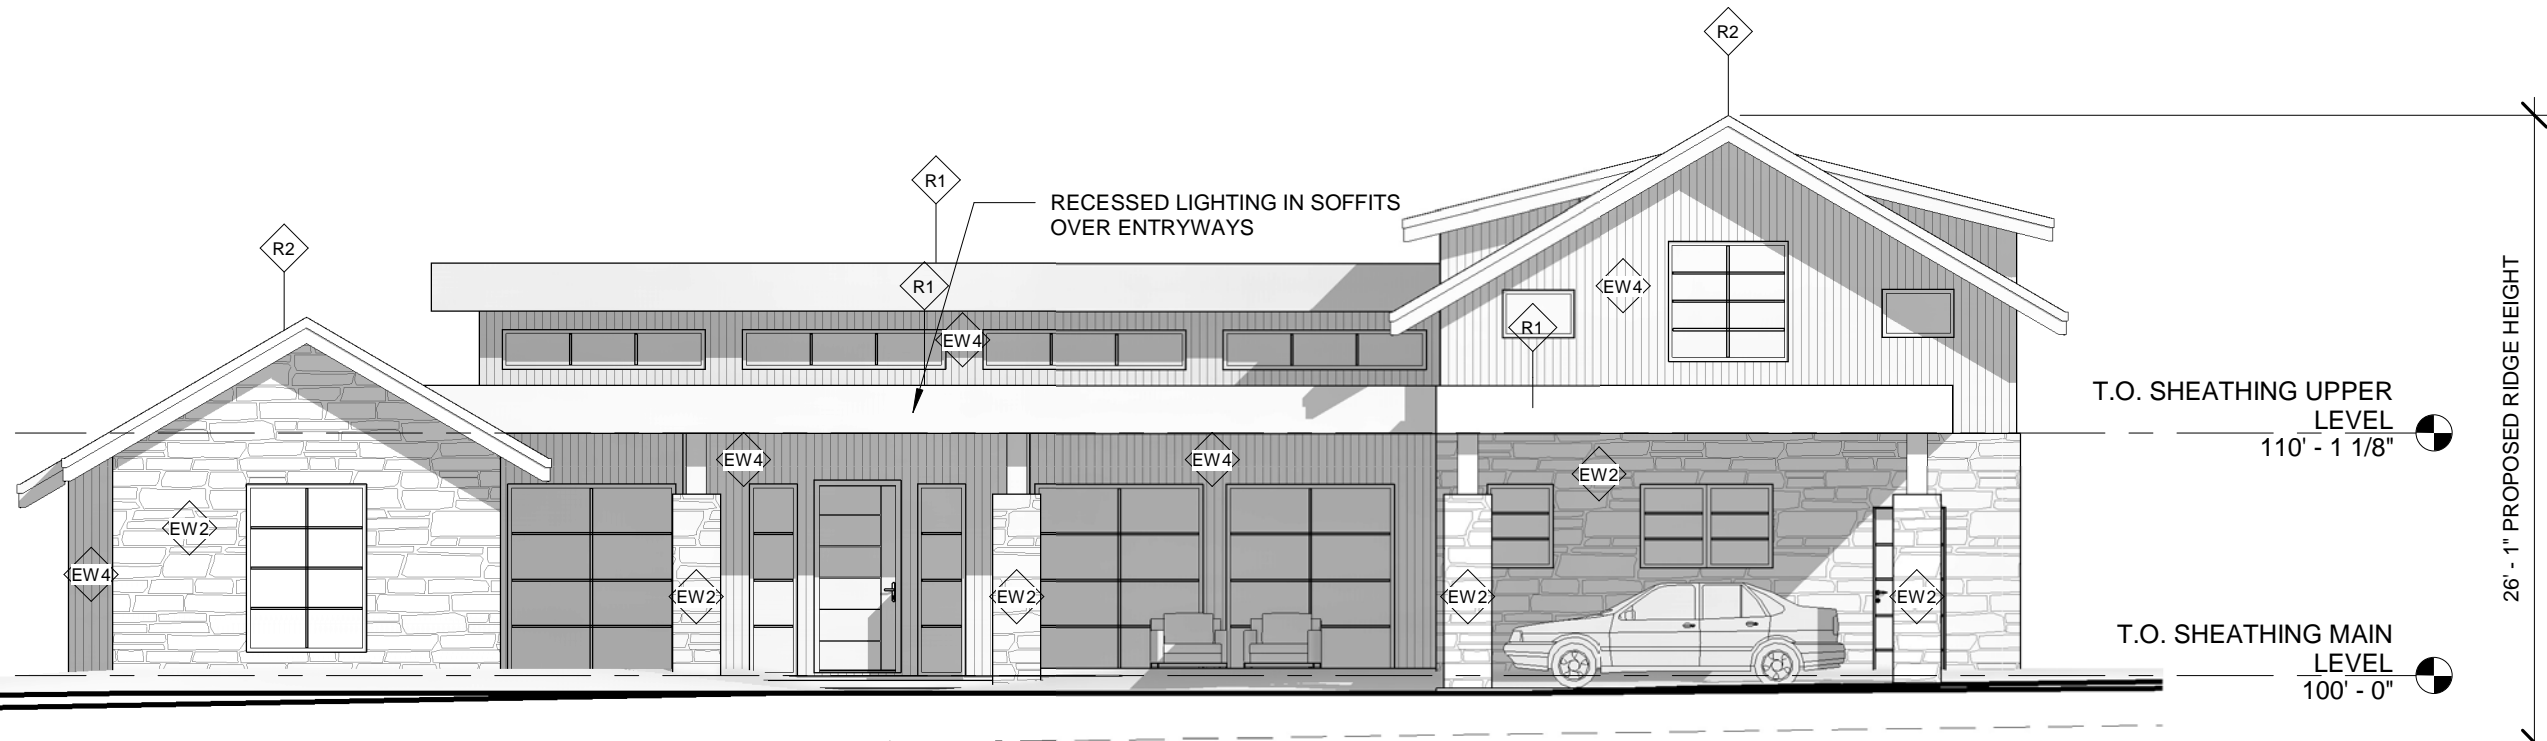 R2
R1
RECESSED LIGHTING IN SOFFITS
OVER ENTRYWAYS
R2
R1
EW4
EW4
R1
26' - 1" PROPOSED RIDGE HEIGHT
T.O. SHEATHING UPPER
LEVEL
110' - 1 1/8"
EW4
EW4
EW2
EW2
EW4
EW2
EW2
EW2
EW2
T.O. SHEATHING MAIN
LEVEL
100' - 0"